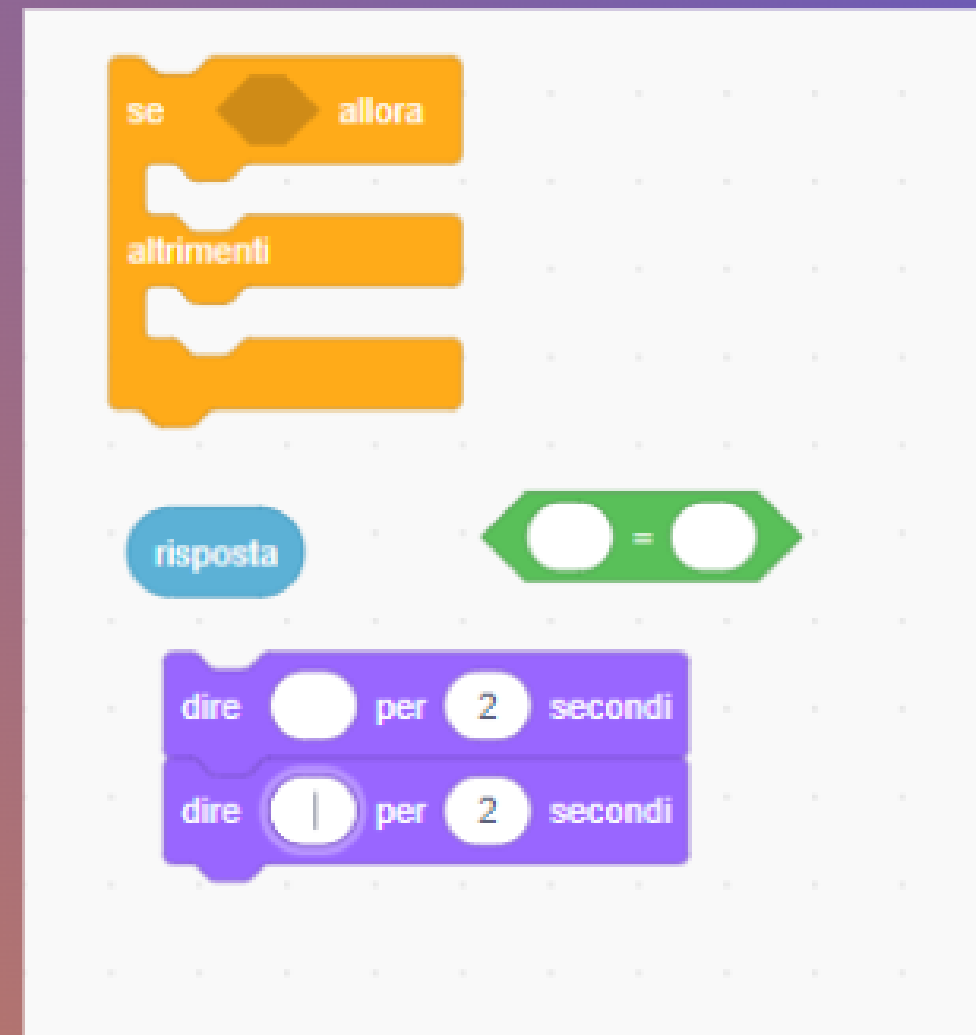 se allora
altrimenti
risposta
=
dire per 2 secondi
dire per 2 secondi